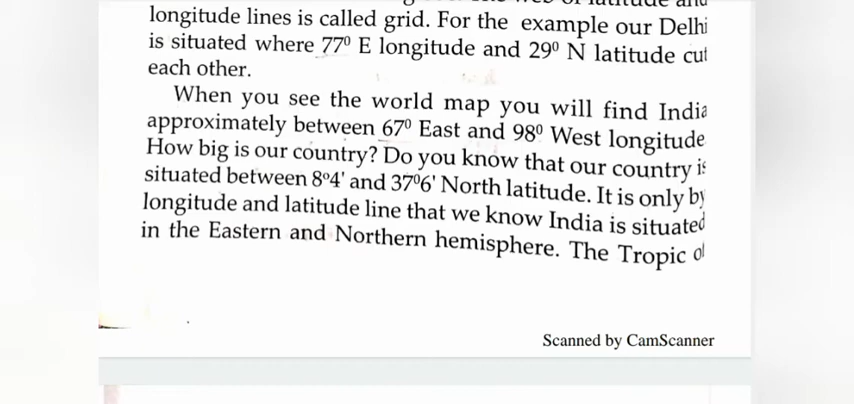 longitude lines is called grid. For the example our Delhi
is situated where 77⁰ E longitude and 29⁰ N latitude cut
each other.
When you see the world map you will find India
approximately between 67⁰ East and 98⁰ West longitude
How big is our country? Do you know that our country is
situated between 8⁰4' and 37⁰6' North latitude. It is only by
longitude and latitude line that we know India is situated
in the Eastern and Northern hemisphere. The Tropic of
Scanned by CamScanner